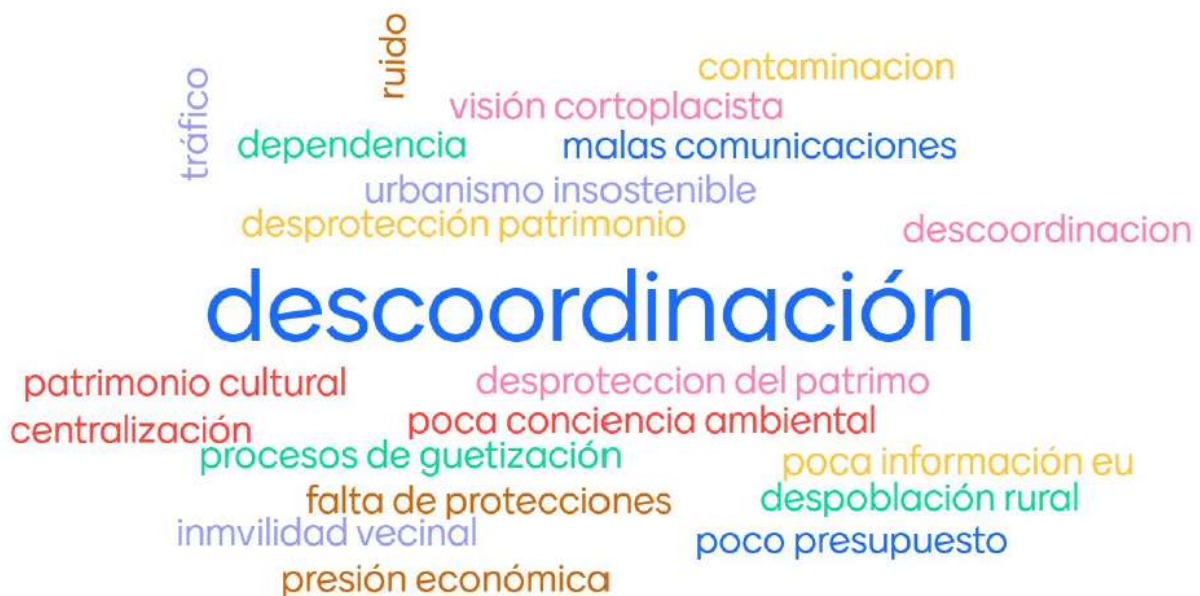 ruido
tráfico
contaminacion
visión cortoplacista
dependencia
malas comunicaciones
urbanismo insostenible
desprotección patrimonio
descoordinacion
descoordinación
patrimonio cultural
desproteccion del patrimo
centralización
poca conciencia ambiental
procesos de guetización
poca información eu
falta de protecciones
despoblación rural
inmvilidad vecinal
poco presupuesto
presión económica